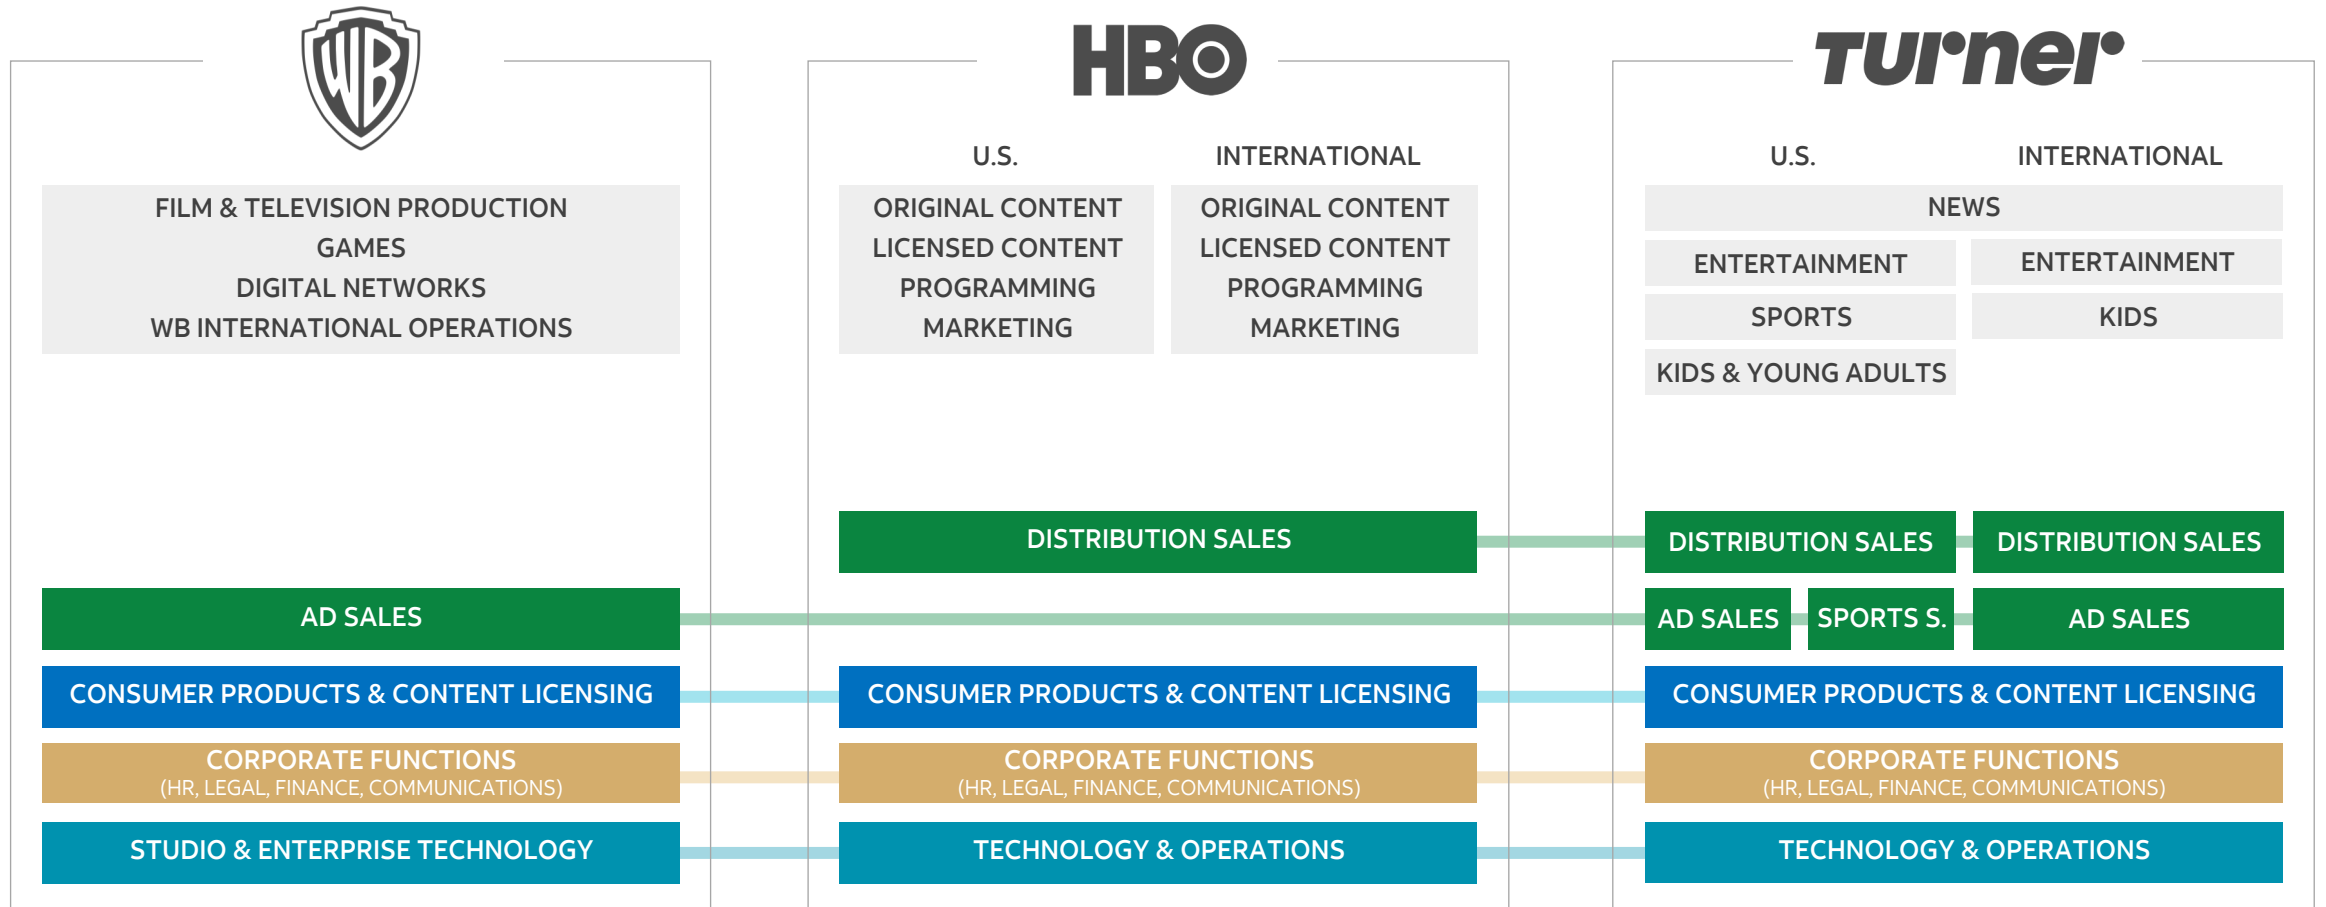 WB
FILM & TELEVISION PRODUCTION
GAMES
DIGITAL NETWORKS
WB INTERNATIONAL OPERATIONS
AD SALES
CONSUMER PRODUCTS & CONTENT LICENSING
CORPORATE FUNCTIONS
(HR, LEGAL, FINANCE, COMMUNICATIONS)
STUDIO & ENTERPRISE TECHNOLOGY
HBO
U.S.
ORIGINAL CONTENT
LICENSED CONTENT
PROGRAMMING
MARKETING
INTERNATIONAL
ORIGINAL CONTENT
LICENSED CONTENT
PROGRAMMING
MARKETING
DISTRIBUTION SALES
CONSUMER PRODUCTS & CONTENT LICENSING
CORPORATE FUNCTIONS
(HR, LEGAL, FINANCE, COMMUNICATIONS)
TECHNOLOGY & OPERATIONS
Turner
U.S.
INTERNATIONAL
NEWS
ENTERTAINMENT
SPORTS
KIDS & YOUNG ADULTS
ENTERTAINMENT
KIDS
DISTRIBUTION SALES
DISTRIBUTION SALES
AD SALES
SPORTS S.
AD SALES
CONSUMER PRODUCTS & CONTENT LICENSING
CORPORATE FUNCTIONS
(HR, LEGAL, FINANCE, COMMUNICATIONS)
TECHNOLOGY & OPERATIONS